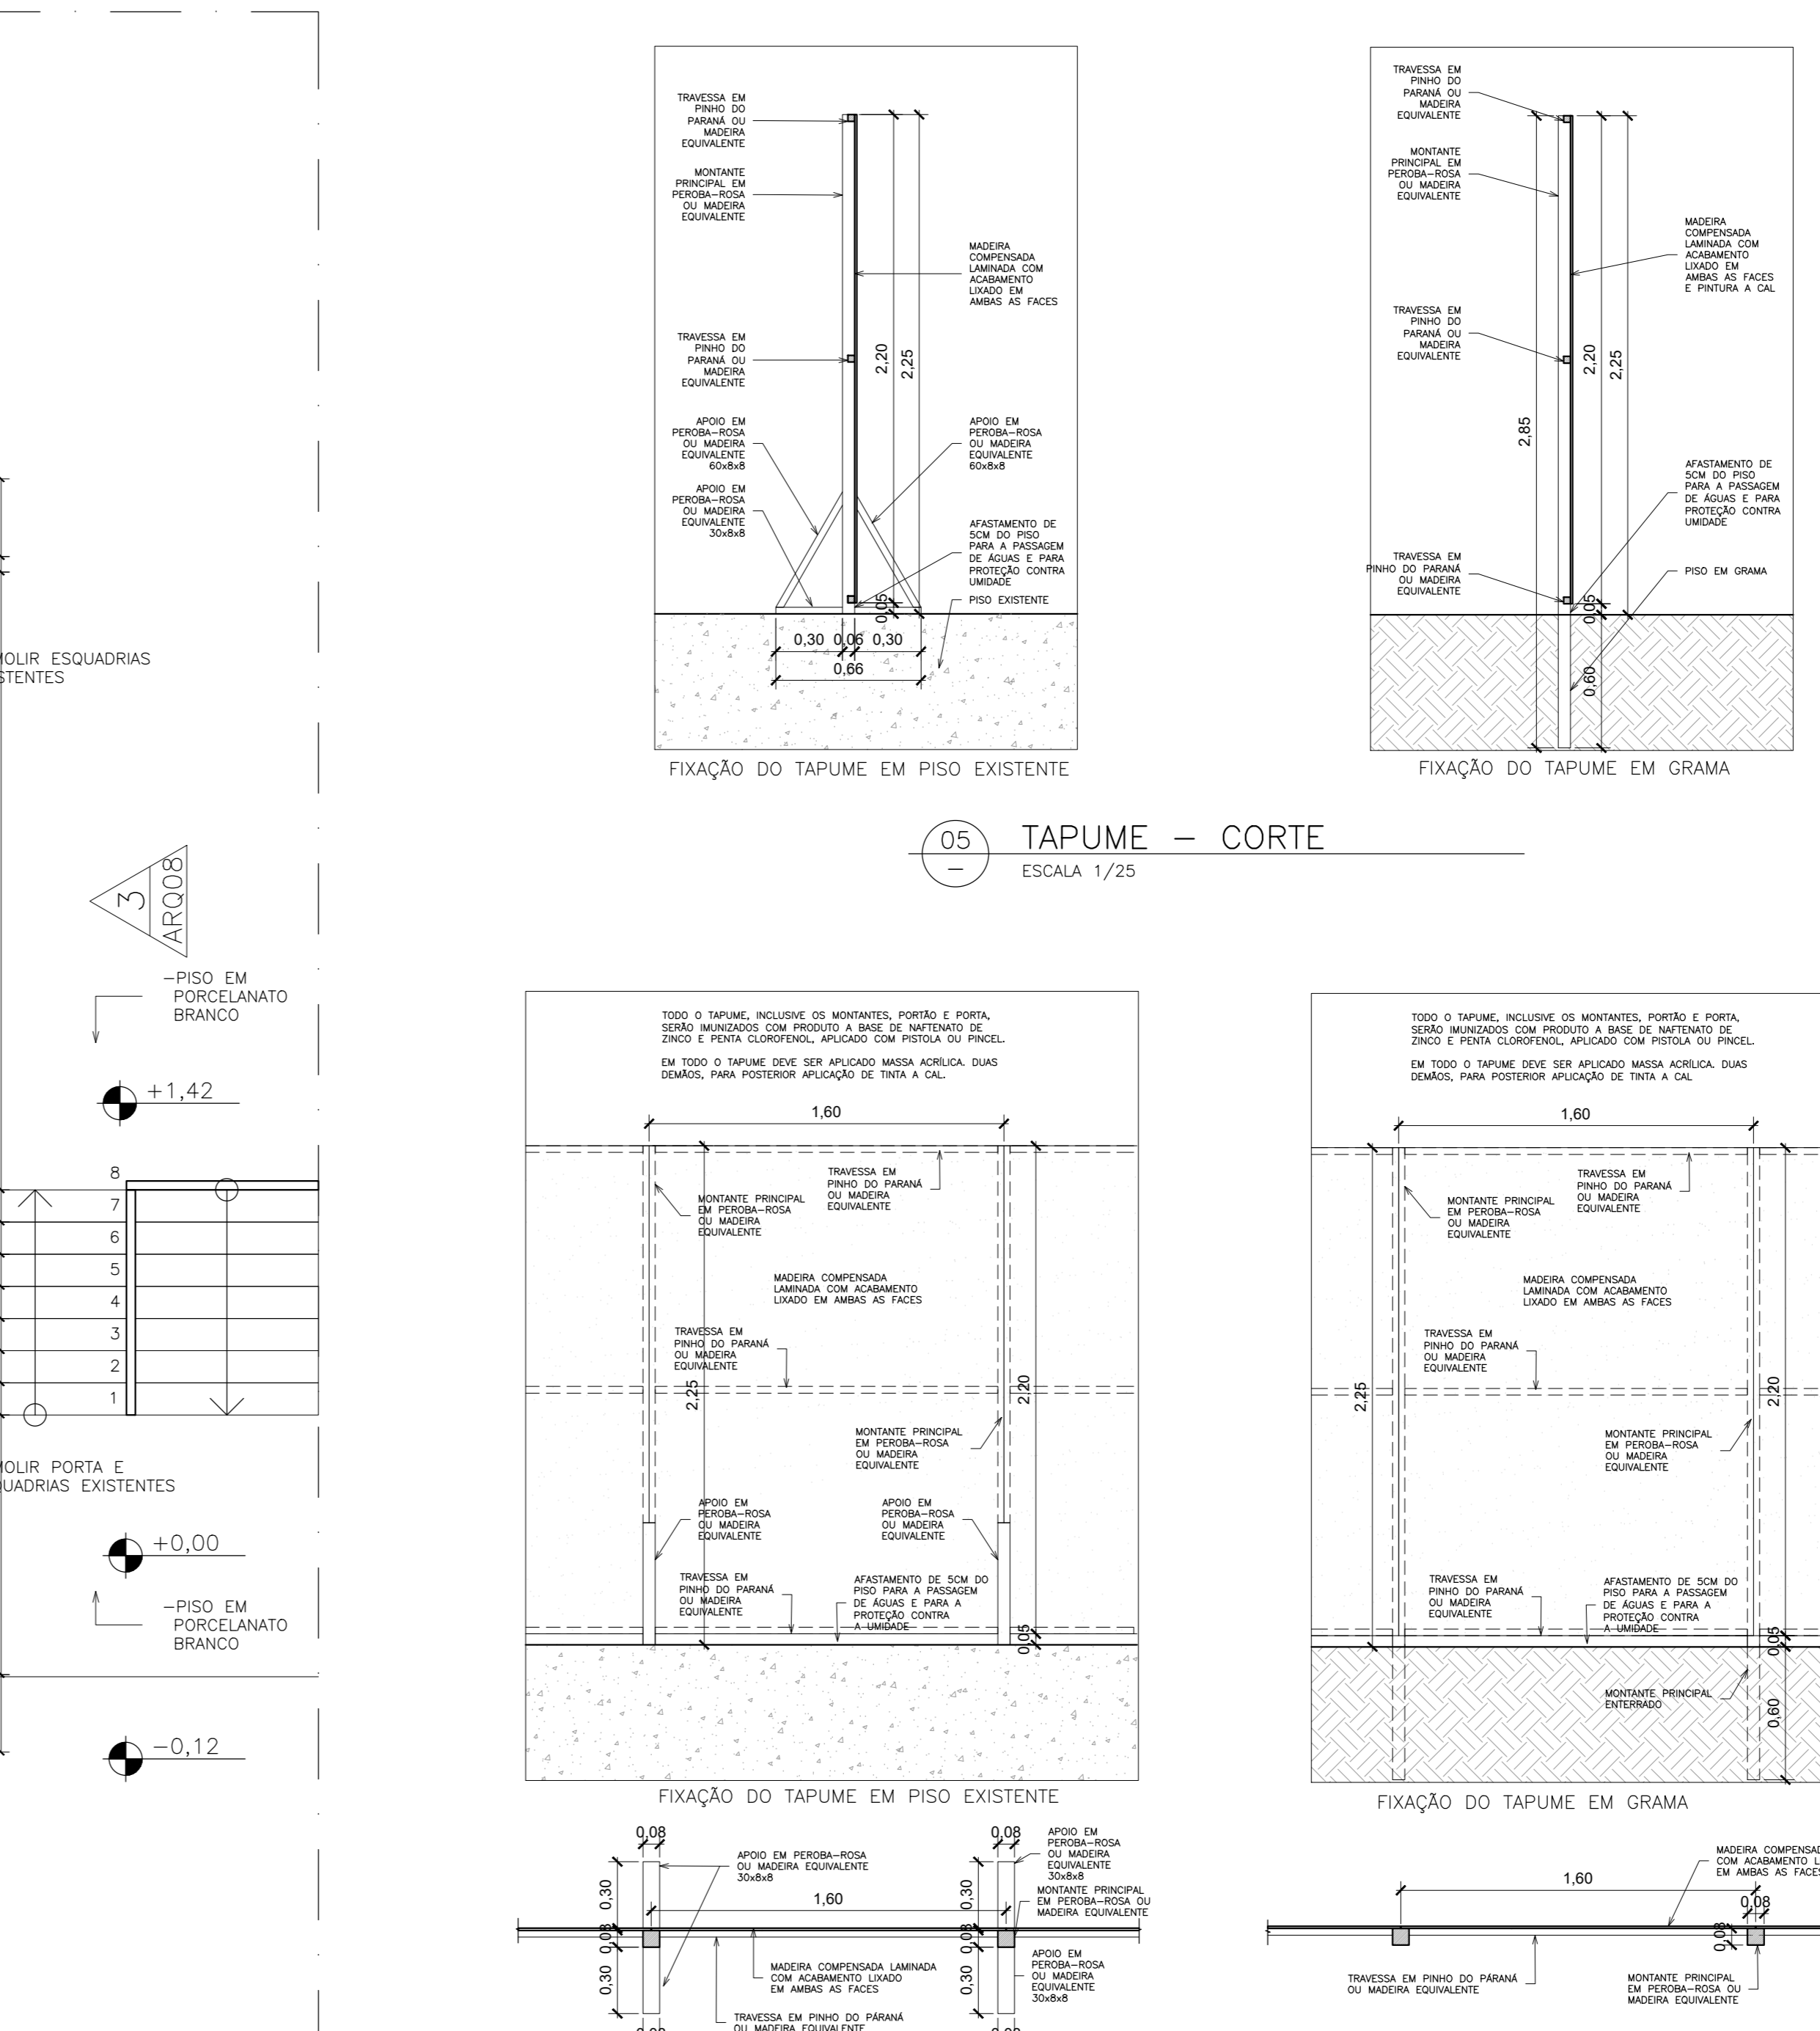 MOLIR ESQUADRIAS
STENTES
3
ARQ08
-PISO EM
PORCELANATO
BRANCO
+1,42
8
7
6
5
4
3
2
1
MOLIR PORTA E
QUADRIAS EXISTENTES
+0,00
-PISO EM
PORCELANATO
BRANCO
-0,12
TRAVESSA EM
PINHO DO
PARANÁ OU
MADEIRA
EQUIVALENTE
MONTANTE
PRINCIPAL EM
PEROBA-ROSA
OU MADEIRA
EQUIVALENTE
MADEIRA
COMPENSADA
LAMINADA COM
ACABAMENTO
LIXADO EM
AMBAS AS FACES
TRAVESSA EM
PINHO DO
PARANÁ OU
MADEIRA
EQUIVALENTE
2,20
2,25
APOIO EM
PEROBA-ROSA
OU MADEIRA
EQUIVALENTE
60x8x8
APOIO EM
PEROBA-ROSA
OU MADEIRA
EQUIVALENTE
60x8x8
APOIO EM
PEROBA-ROSA
OU MADEIRA
EQUIVALENTE
30x8x8
AFASTAMENTO DE
5CM DO PISO
PARA A PASSAGEM
DE ÁGUAS E PARA
PROTEÇÃO CONTRA
UMIDADE
PISO EXISTENTE
0,05
0,30 0,06 0,30
0,66
FIXAÇÃO DO TAPUME EM PISO EXISTENTE
TRAVESSA EM
PINHO DO
PARANÁ OU
MADEIRA
EQUIVALENTE
MONTANTE
PRINCIPAL EM
PEROBA-ROSA
OU MADEIRA
EQUIVALENTE
MADEIRA
COMPENSADA
LAMINADA COM
ACABAMENTO
LIXADO EM
AMBAS AS FACES
E PINTURA A CAL
TRAVESSA EM
PINHO DO
PARANÁ OU
MADEIRA
EQUIVALENTE
2,20
2,25
2,85
AFASTAMENTO DE
5CM DO PISO
PARA A PASSAGEM
DE ÁGUAS E PARA
PROTEÇÃO CONTRA
UMIDADE
TRAVESSA EM
PINHO DO PARANÁ
OU MADEIRA
EQUIVALENTE
PISO EM GRAMA
0,05
0,60
FIXAÇÃO DO TAPUME EM GRAMA
05
-
TAPUME - CORTE
ESCALA 1/25
TODO O TAPUME, INCLUSIVE OS MONTANTES, PORTÃO E PORTA,
SERÃO IMUNIZADOS COM PRODUTO A BASE DE NAFTENATO DE
ZINCO E PENTA CLOROFENOL, APLICADO COM PISTOLA OU PINCEL.
EM TODO O TAPUME DEVE SER APLICADO MASSA ACRÍLICA. DUAS
DEMÃOS, PARA POSTERIOR APLICAÇÃO DE TINTA A CAL.
1,60
TRAVESSA EM
PINHO DO PARANÁ
OU MADEIRA
EQUIVALENTE
MONTANTE PRINCIPAL
EM PEROBA-ROSA
OU MADEIRA
EQUIVALENTE
MADEIRA COMPENSADA
LAMINADA COM ACABAMENTO
LIXADO EM AMBAS AS FACES
TRAVESSA EM
PINHO DO PARANÁ
OU MADEIRA
EQUIVALENTE
2,25
2,20
MONTANTE PRINCIPAL
EM PEROBA-ROSA
OU MADEIRA
EQUIVALENTE
APOIO EM
PEROBA-ROSA
OU MADEIRA
EQUIVALENTE
APOIO EM
PEROBA-ROSA
OU MADEIRA
EQUIVALENTE
TRAVESSA EM
PINHO DO PARANÁ
OU MADEIRA
EQUIVALENTE
AFASTAMENTO DE 5CM DO
PISO PARA A PASSAGEM
DE ÁGUAS E PARA A
PROTEÇÃO CONTRA
A UMIDADE
0,05
FIXAÇÃO DO TAPUME EM PISO EXISTENTE
TODO O TAPUME, INCLUSIVE OS MONTANTES, PORTÃO E PORTA,
SERÃO IMUNIZADOS COM PRODUTO A BASE DE NAFTENATO DE
ZINCO E PENTA CLOROFENOL, APLICADO COM PISTOLA OU PINCEL.
EM TODO O TAPUME DEVE SER APLICADO MASSA ACRÍLICA. DUAS
DEMÃOS, PARA POSTERIOR APLICAÇÃO DE TINTA A CAL
1,60
TRAVESSA EM
PINHO DO PARANÁ
OU MADEIRA
EQUIVALENTE
MONTANTE PRINCIPAL
EM PEROBA-ROSA
OU MADEIRA
EQUIVALENTE
MADEIRA COMPENSADA
LAMINADA COM ACABAMENTO
LIXADO EM AMBAS AS FACES
TRAVESSA EM
PINHO DO PARANÁ
OU MADEIRA
EQUIVALENTE
2,25
2,20
MONTANTE PRINCIPAL
EM PEROBA-ROSA
OU MADEIRA
EQUIVALENTE
TRAVESSA EM
PINHO DO PARANÁ
OU MADEIRA
EQUIVALENTE
AFASTAMENTO DE 5CM DO
PISO PARA A PASSAGEM
DE ÁGUAS E PARA A
PROTEÇÃO CONTRA
A UMIDADE
0,05
MONTANTE PRINCIPAL
ENTERRADO
0,60
FIXAÇÃO DO TAPUME EM GRAMA
0,08
APOIO EM PEROBA-ROSA
OU MADEIRA EQUIVALENTE
30x8x8
0,08
APOIO EM
PEROBA-ROSA
OU MADEIRA
EQUIVALENTE
30x8x8
0,30
1,60
0,30
MONTANTE PRINCIPAL
EM PEROBA-ROSA OU
MADEIRA EQUIVALENTE
0,08
0,08
0,30
MADEIRA COMPENSADA LAMINADA
COM ACABAMENTO LIXADO
EM AMBAS AS FACES
0,30
APOIO EM
PEROBA-ROSA
OU MADEIRA
EQUIVALENTE
30x8x8
TRAVESSA EM PINHO DO PÁRANÁ
OU MADEIRA EQUIVALENTE
0,08
0,08
MADEIRA COMPENSAD
COM ACABAMENTO L
EM AMBAS AS FACES
1,60
0,08
0,08
TRAVESSA EM PINHO DO PÁRANÁ
OU MADEIRA EQUIVALENTE
MONTANTE PRINCIPAL
EM PEROBA-ROSA OU
MADEIRA EQUIVALENTE